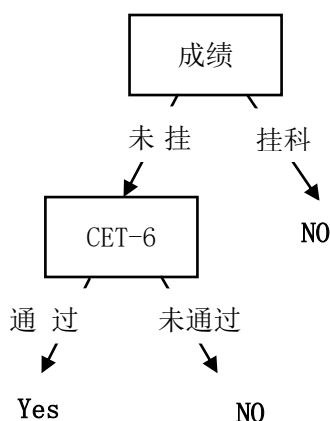 成绩
未 挂
挂科
NO
CET-6
通 过
未通过
Yes
NO